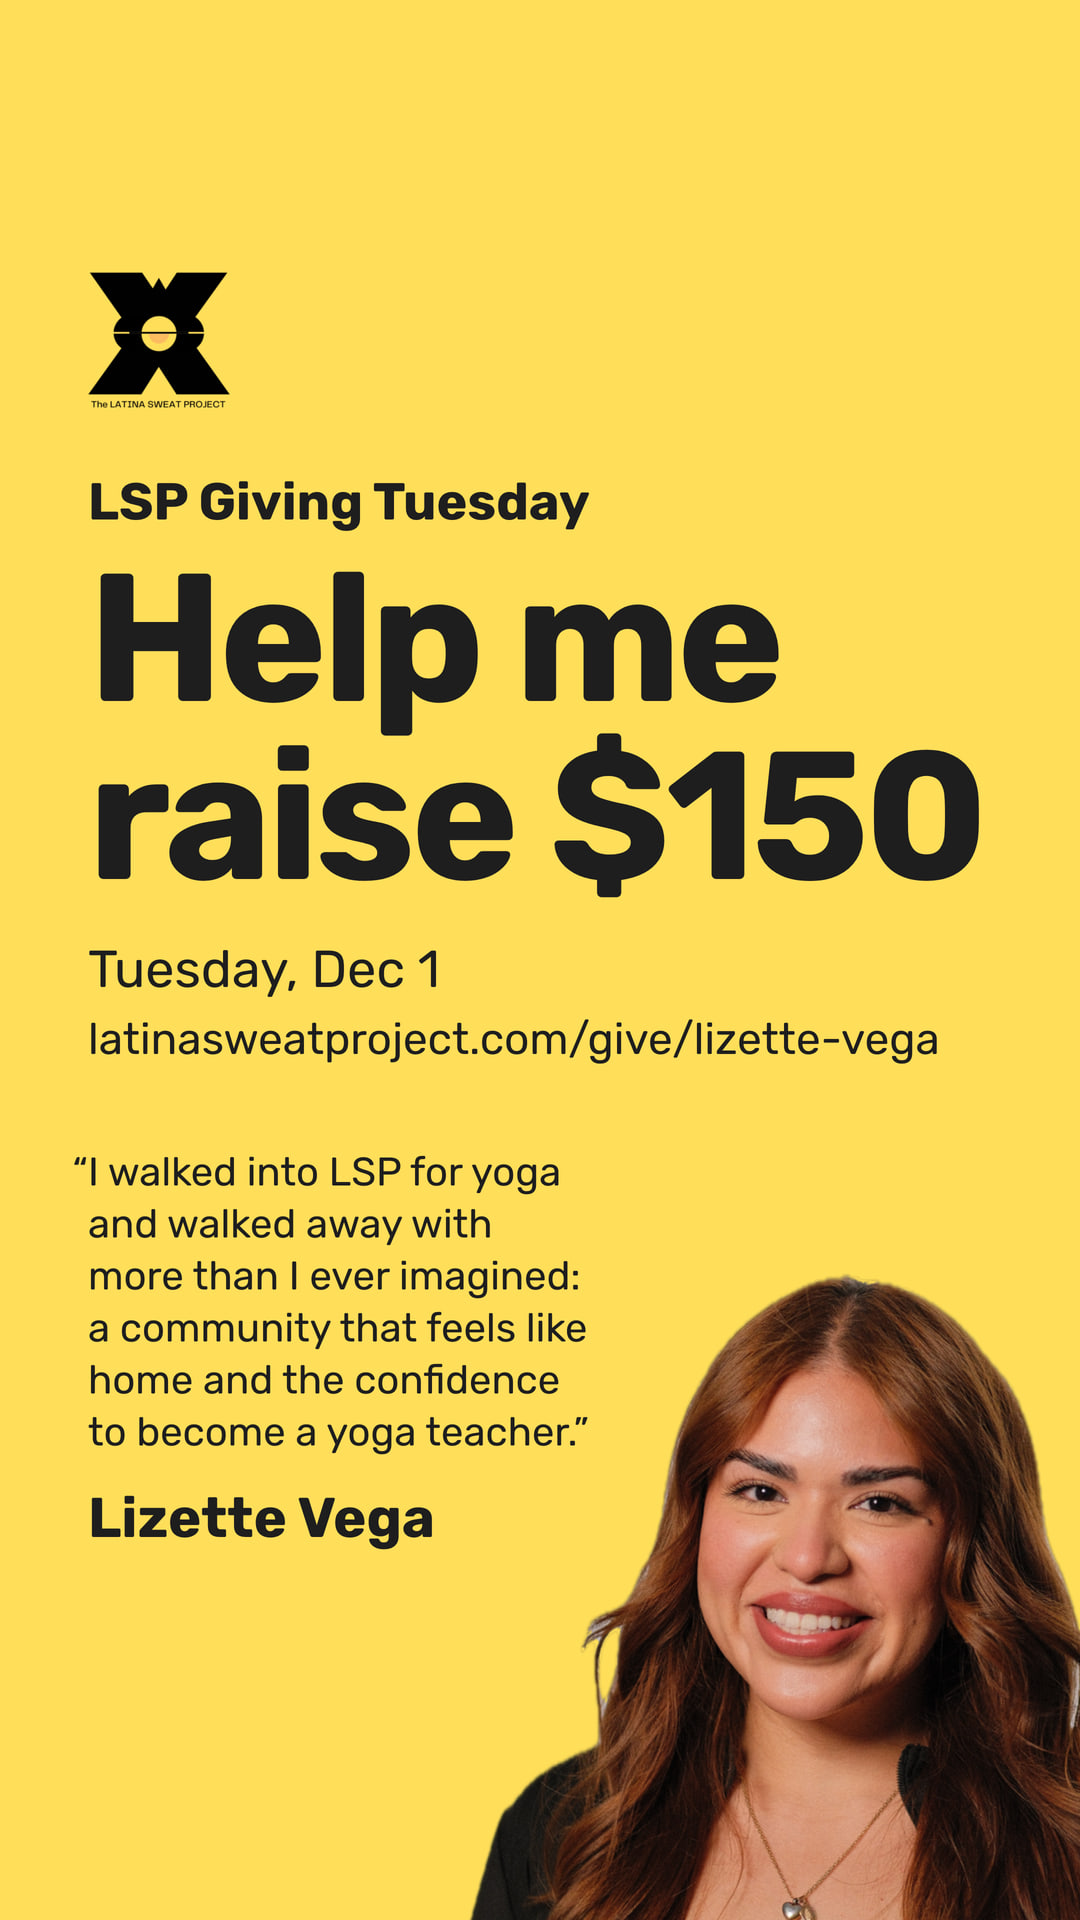 The LATINA SWEAT PROJECT
LSP Giving Tuesday
Help me
raise $150
Tuesday, Dec 1
latinasweatproject.com/give/lizette-vega
“I walked into LSP for yoga
and walked away with
more than I ever imagined:
a community that feels like
home and the confidence
to become a yoga teacher.”
Lizette Vega